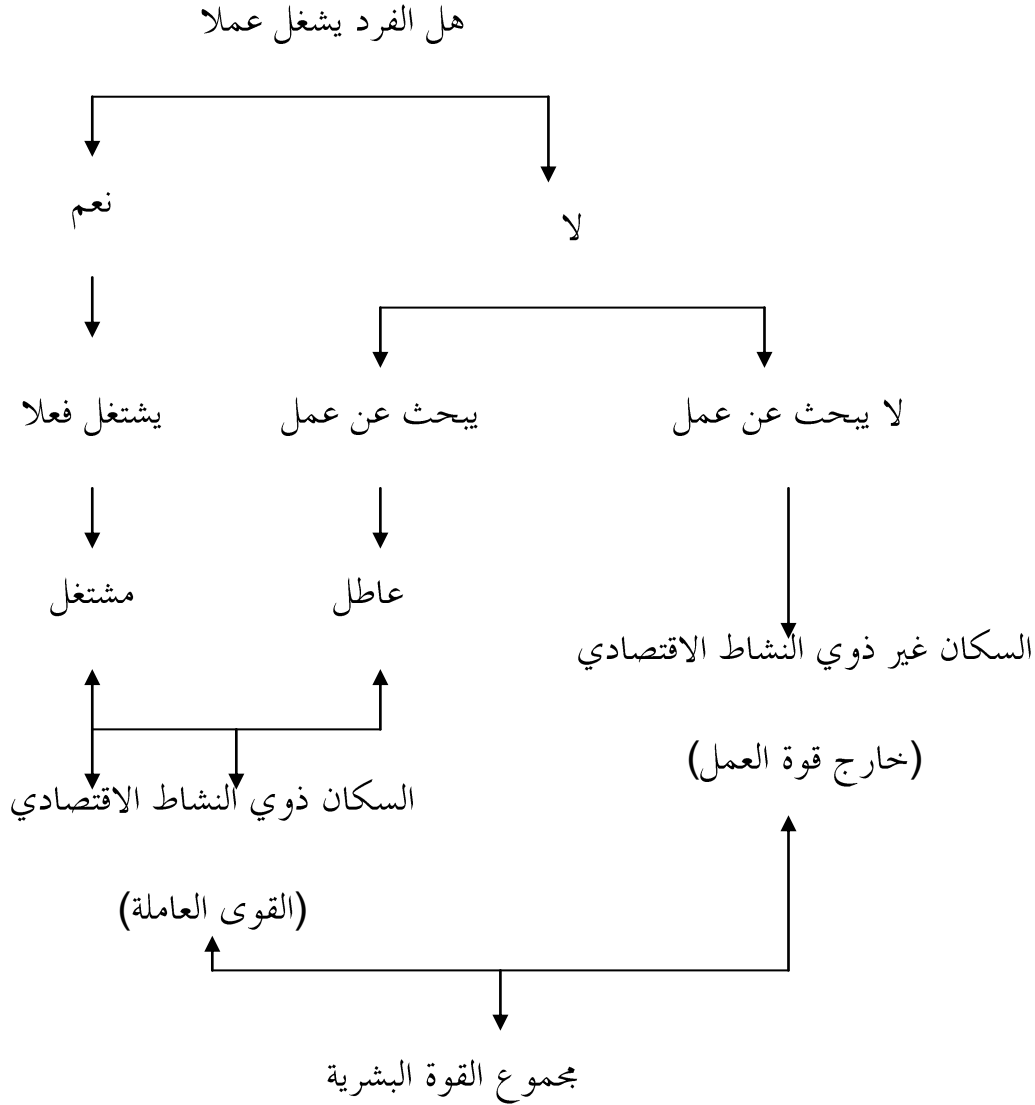 هل الفرد يشغل عملا
نعم
لا
لا يبحث عن عمل
يبحث عن عمل
يشتغل فعلا
عاطل
مشتغل
السكان غير ذوي النشاط الاقتصادي
(خارج قوة العمل)
السكان ذوي النشاط الاقتصادي
(القوى العاملة)
مجموع القوة البشرية